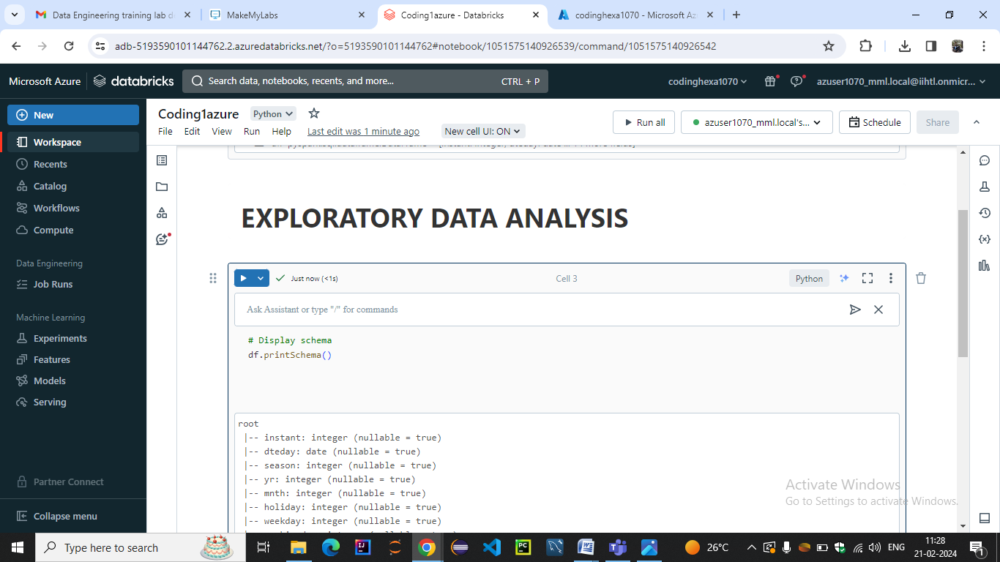 Data Engineering training lab d
MakeMyLabs
Coding1azure - Databricks
codinghexa1070 - Microsoft Az
adb-5193590101144762.2.azuredatabricks.net/?o=5193590101144762#notebook/1051575140926539/command/1051575140926542
Microsoft Azure
databricks
Search data, notebooks, recents, and more...
CTRL + P
codinghexa1070
azuser1070_mml.local@iihtl.onmicr...
New
Workspace
Recents
Catalog
Workflows
Compute
Data Engineering
Job Runs
Machine Learning
Experiments
Features
Models
Serving
Partner Connect
Collapse menu
Coding1azure
Python
File
Edit
View
Run
Help
Last edit was 1 minute ago
New cell UI: ON
Run all
azuser1070_mml.local's...
Schedule
Share
EXPLORATORY DATA ANALYSIS
Just now (<1s)
Cell 3
Python
Ask Assistant or type "/" for commands
# Display schema
df.printSchema()
root
|-- instant: integer (nullable = true)
|-- dteday: date (nullable = true)
|-- season: integer (nullable = true)
|-- yr: integer (nullable = true)
|-- mnth: integer (nullable = true)
|-- holiday: integer (nullable = true)
|-- weekday: integer (nullable = true)
Activate Windows
Go to Settings to activate Windows.
Type here to search
26°C
ENG
11:28
21-02-2024
1